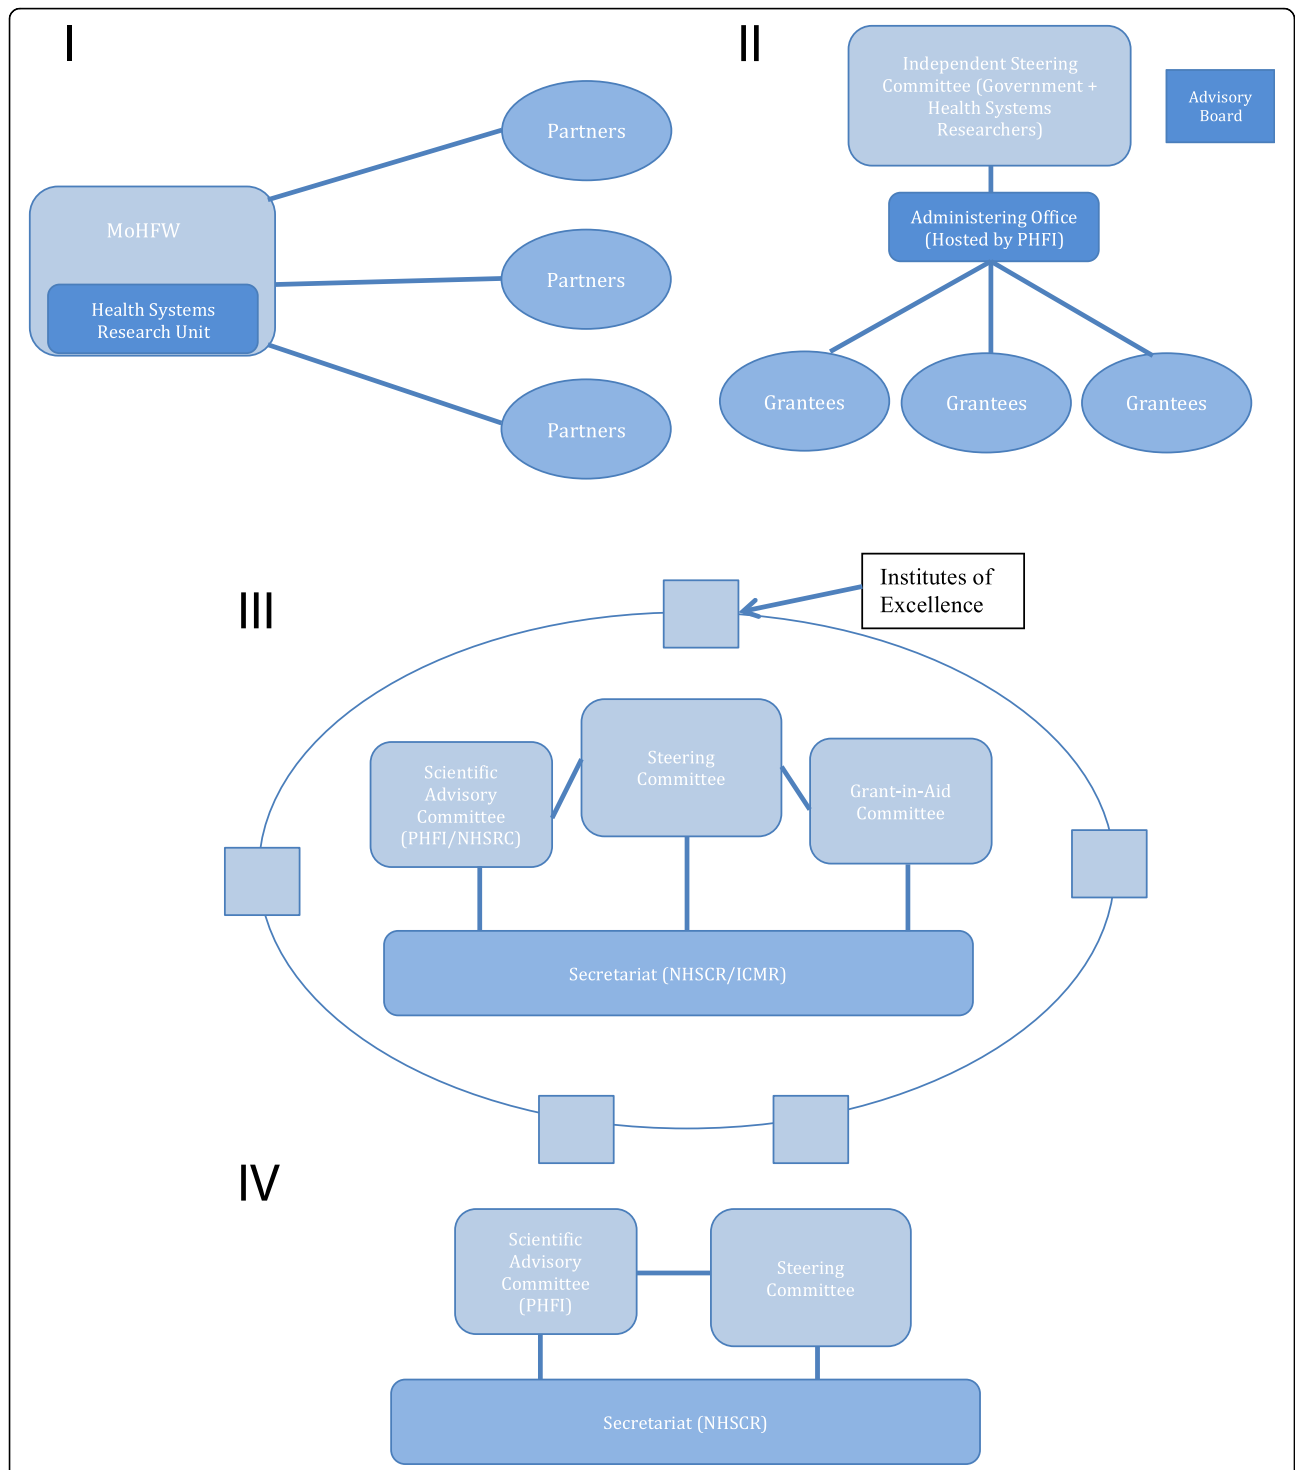 I
MoHFW
Health Systems
Research Unit
Partners
Partners
Partners
II
Independent Steering
Committee (Government +
Health Systems
Researchers)
Advisory
Board
Administering Office
(Hosted by PHFI)
Grantees
Grantees
Grantees
III
Institutes of
Excellence
Scientific
Advisory
Committee
(PHFI/NHSRC)
Steering
Committee
Grant-in-Aid
Committee
Secretariat (NHSCR/ICMR)
IV
Scientific
Advisory
Committee
(PHFI)
Steering
Committee
Secretariat (NHSCR)